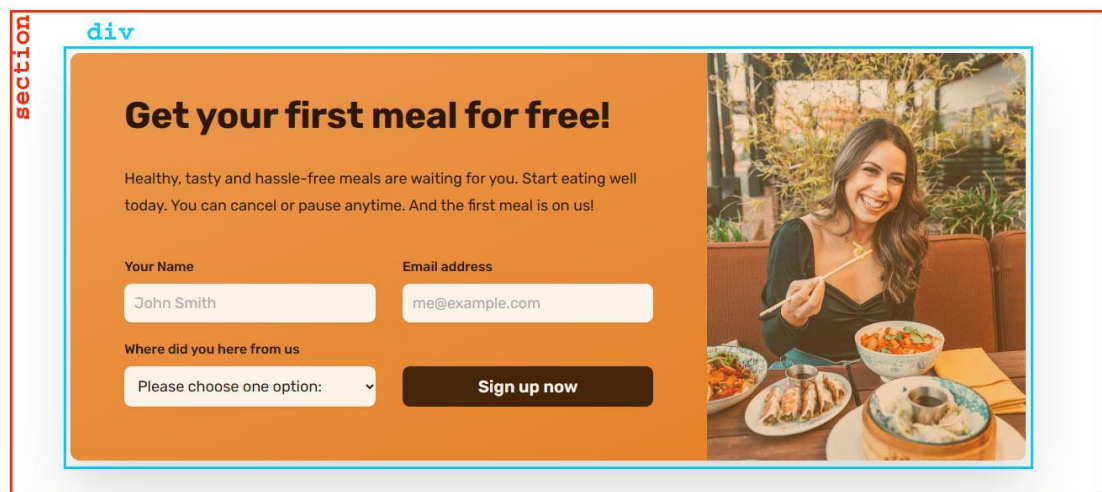 section
div
Get your first meal for free!
Healthy, tasty and hassle-free meals are waiting for you. Start eating well
today. You can cancel or pause anytime. And the first meal is on us!
Your Name
Email address
John Smith
me@example.com
Where did you here from us
Please choose one option:
Sign up now